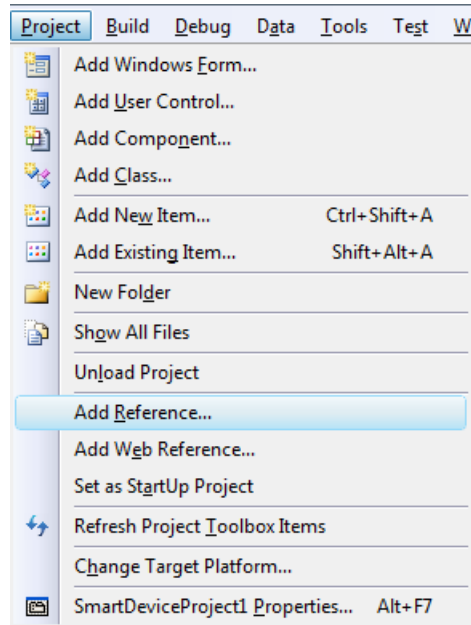 Project Build Debug Data Tools Test W
Add Windows Form...
Add User Control...
Add Component...
Add Class...
Add New Item... Ctrl+Shift+A
Add Existing Item... Shift+Alt+A
New Folder
Show All Files
Unload Project
Add Reference...
Add Web Reference...
Set as StartUp Project
Refresh Project Toolbox Items
Change Target Platform...
SmartDeviceProject1 Properties... Alt+F7